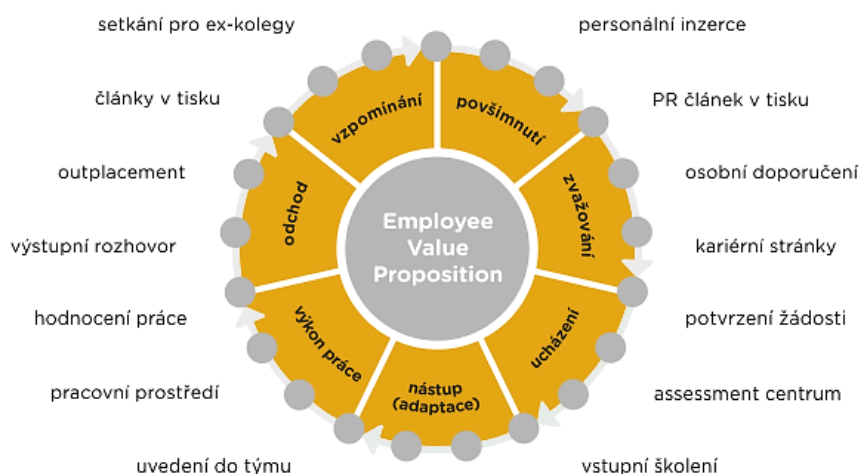 setkání pro ex-kolegy
personální inzerce
články v tisku
PR článek v tisku
outplacement
osobní doporučení
výstupní rozhovor
kariérní stránky
hodnocení práce
potvrzení žádosti
pracovní prostředí
assessment centrum
uvedení do týmu
vstupní školení
vzpomínání
povšimnutí
zvažování
ucházení
nástup
(adaptace)
výkon práce
odchod
Employee
Value
Proposition